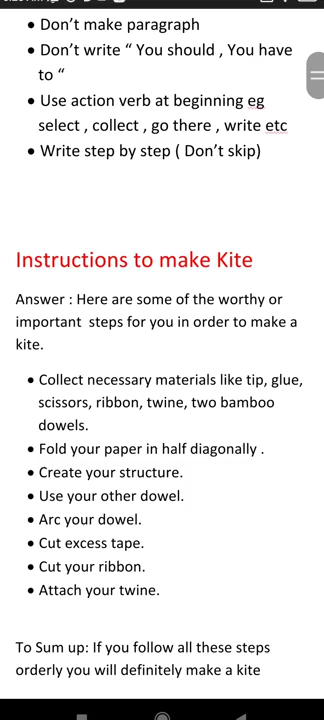 • Don’t make paragraph
• Don’t write “ You should , You have
to “
• Use action verb at beginning eg
select , collect , go there , write etc
• Write step by step ( Don’t skip)
Instructions to make Kite
Answer : Here are some of the worthy or
important  steps for you in order to make a
kite.
• Collect necessary materials like tip, glue,
scissors, ribbon, twine, two bamboo
dowels.
• Fold your paper in half diagonally .
• Create your structure.
• Use your other dowel.
• Arc your dowel.
• Cut excess tape.
• Cut your ribbon.
• Attach your twine.
To Sum up: If you follow all these steps
orderly you will definitely make a kite